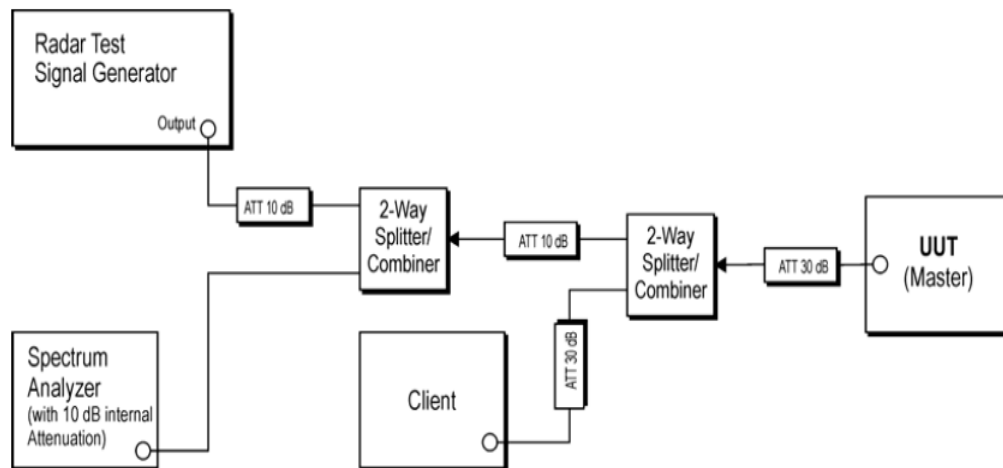 Radar Test
Signal Generator
Output
ATT 10 dB
2-Way
Splitter/
Combiner
ATT 10 dB
2-Way
Splitter/
Combiner
ATT 30 dB
UUT
(Master)
Spectrum
Analyzer
(with 10 dB internal
Attenuation)
Client
ATT 30 dB